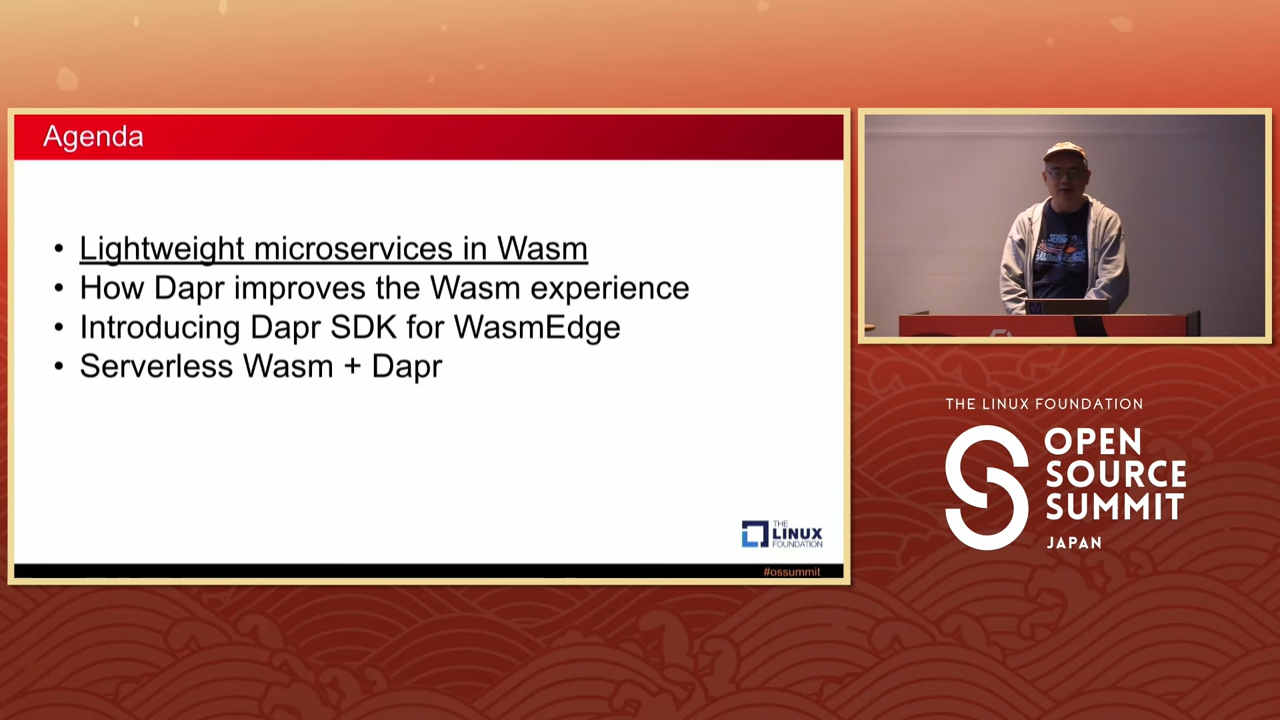 Agenda
• Lightweight microservices in Wasm
• How Dapr improves the Wasm experience
• Introducing Dapr SDK for WasmEdge
• Serverless Wasm + Dapr
THE
LINUX
FOUNDATION
#ossummit
THE LINUX FOUNDATION
OPEN
SOURCE
SUMMIT
JAPAN